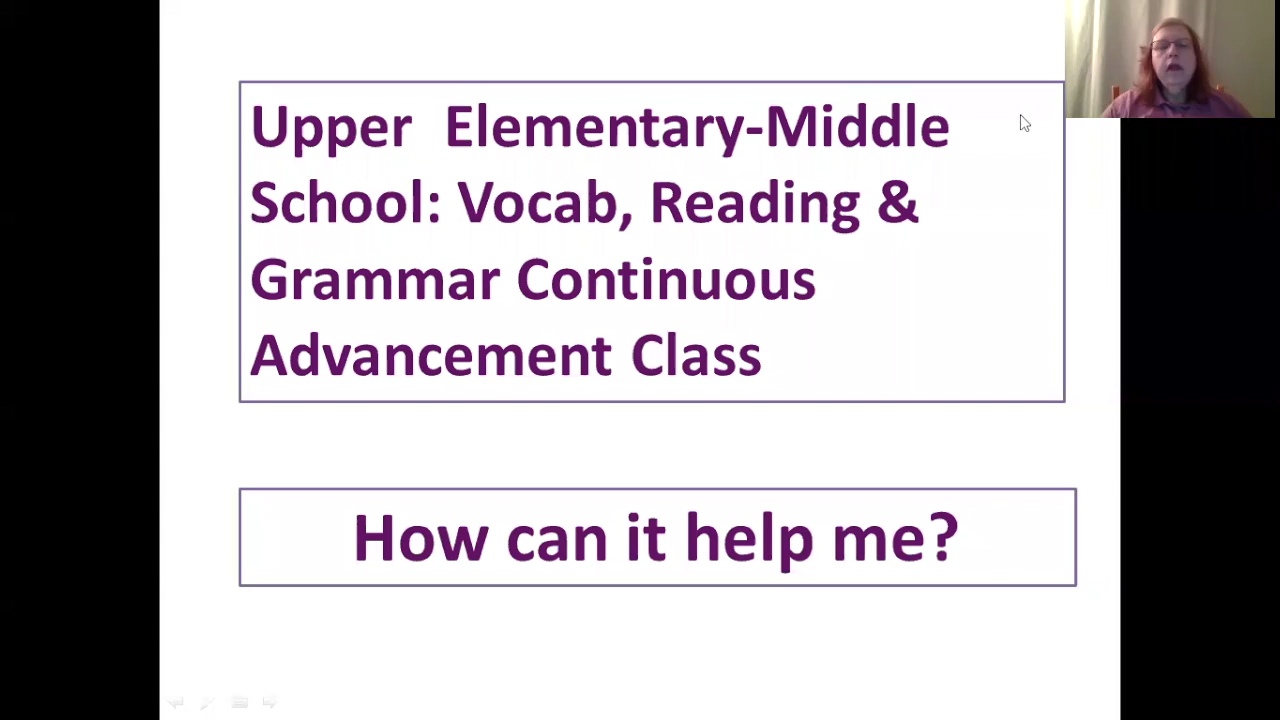 Upper Elementary-Middle
School: Vocab, Reading &
Grammar Continuous
Advancement Class
How can it help me?